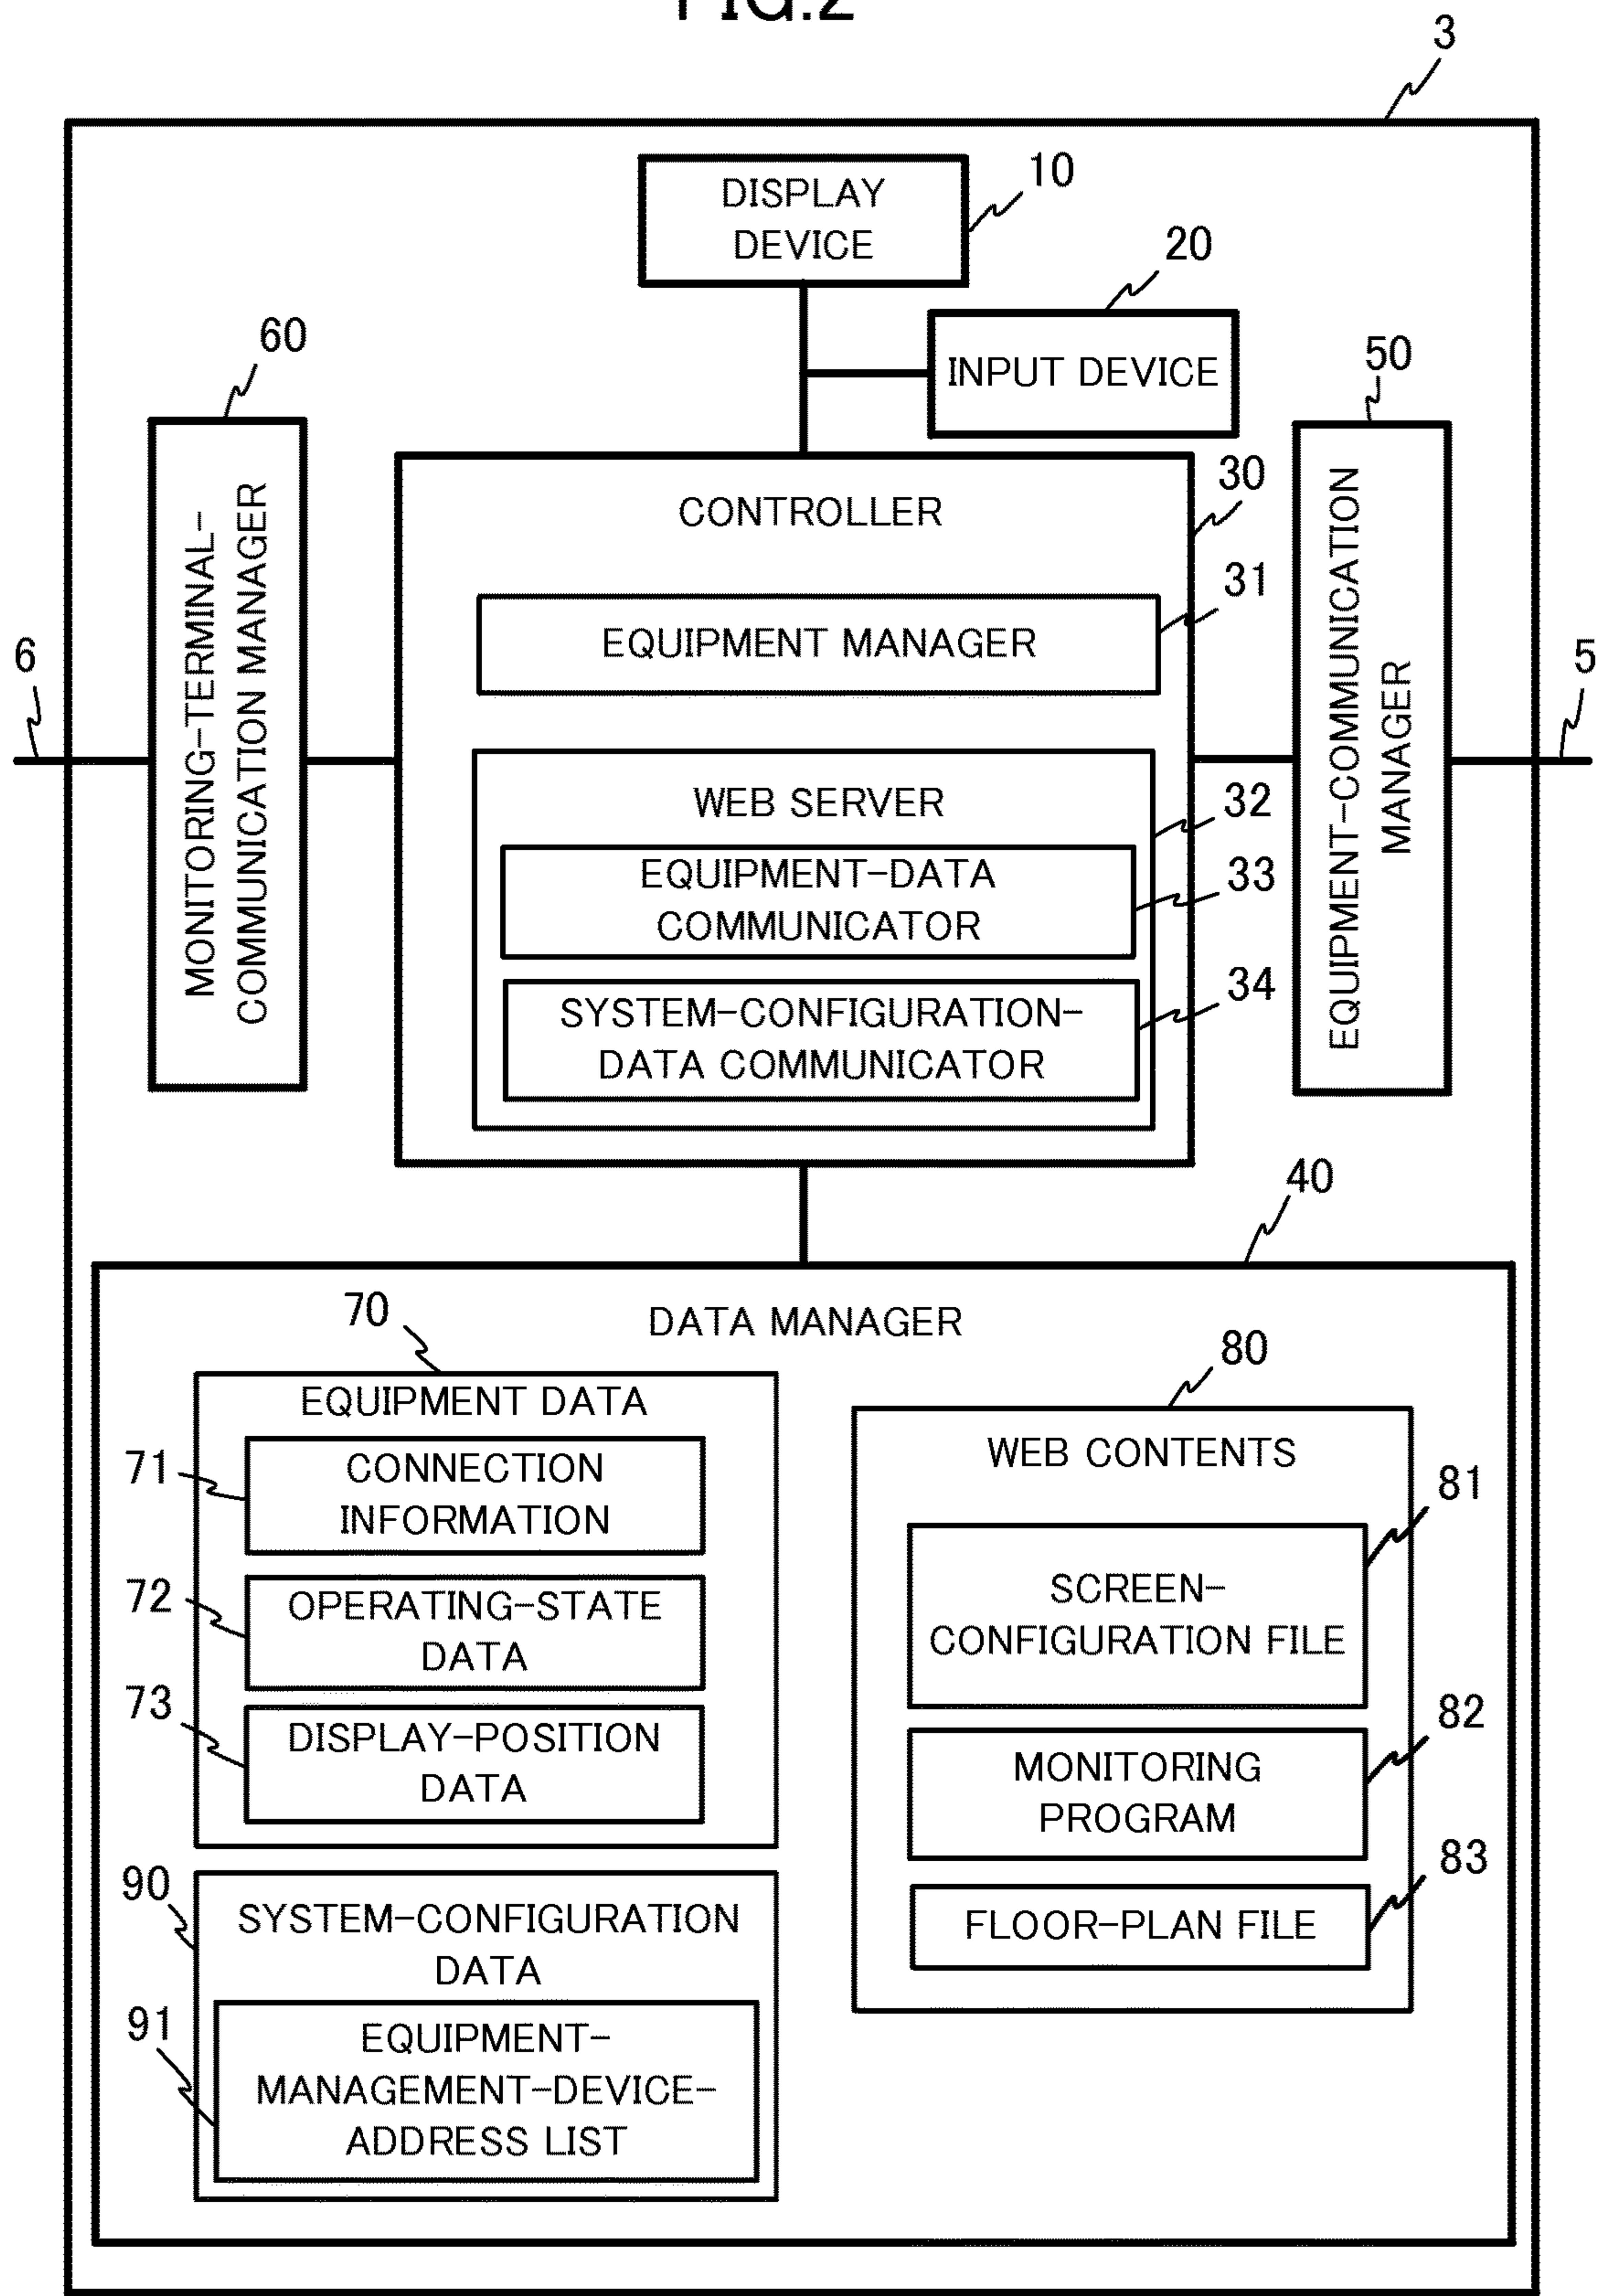 FIG.2
3
DISPLAY
DEVICE
10
20
INPUT DEVICE
60
50
MONITORING-TERMINAL-
COMMUNICATION MANAGER
CONTROLLER
30
EQUIPMENT MANAGER
31
EQUIPMENT-COMMUNICATION
MANAGER
6
5
WEB SERVER
32
EQUIPMENT-DATA
COMMUNICATOR
33
SYSTEM-CONFIGURATION-
DATA COMMUNICATOR
34
40
DATA MANAGER
70
EQUIPMENT DATA
71
CONNECTION
INFORMATION
72
OPERATING-STATE
DATA
73
DISPLAY-POSITION
DATA
80
WEB CONTENTS
81
SCREEN-
CONFIGURATION FILE
82
MONITORING
PROGRAM
83
FLOOR-PLAN FILE
90
SYSTEM-CONFIGURATION
DATA
91
EQUIPMENT-
MANAGEMENT-DEVICE-
ADDRESS LIST